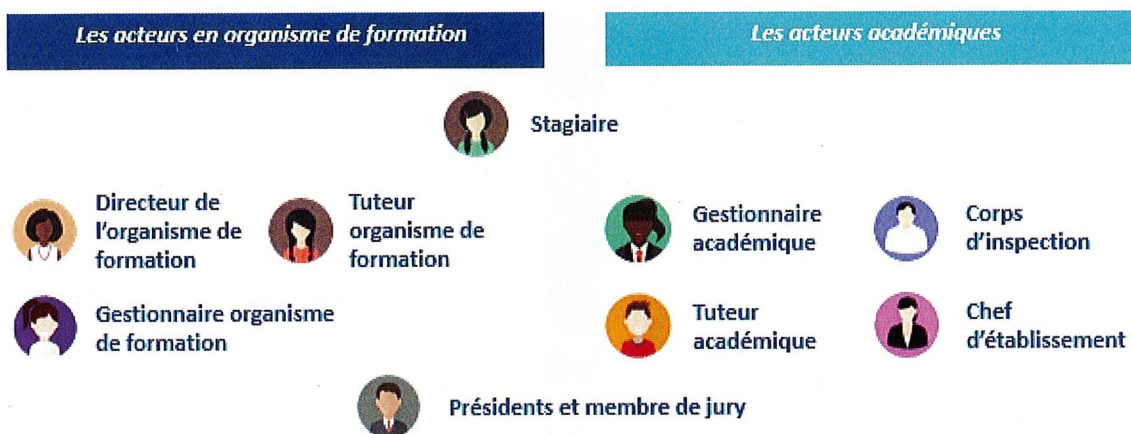 Les acteurs en organisme de formation
Les acteurs académiques
Stagiaire
Directeur de
l'organisme de
formation
Tuteur
organisme de
formation
Gestionnaire
académique
Corps
d'inspection
Gestionnaire organisme
de formation
Tuteur
académique
Chef
d'établissement
Présidents et membre de jury